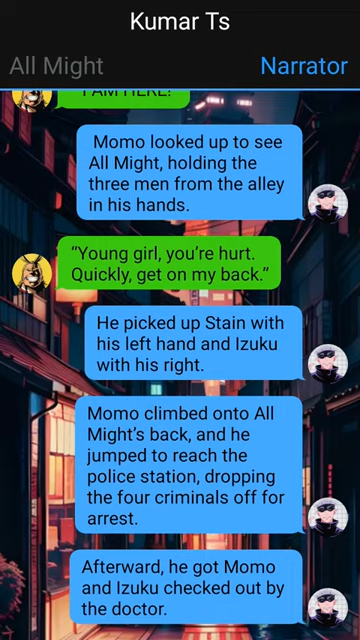 Kumar Ts
All Might
Narrator
I AM HERE!
Momo looked up to see
All Might, holding the
three men from the alley
in his hands.
“Young girl, you’re hurt.
Quickly, get on my back.”
He picked up Stain with
his left hand and Izuku
with his right.
Momo climbed onto All
Might’s back, and he
jumped to reach the
police station, dropping
the four criminals off for
arrest.
Afterward, he got Momo
and Izuku checked out by
the doctor.